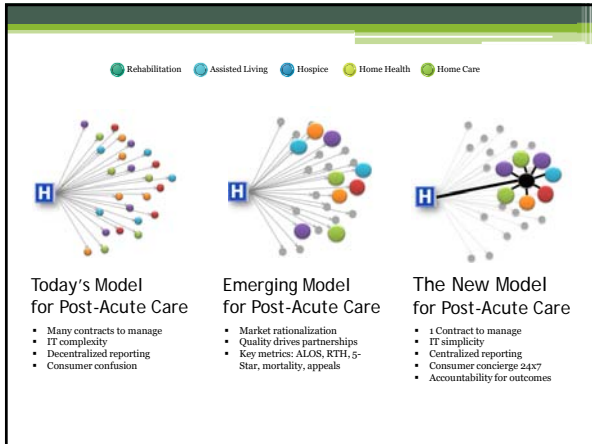 Rehabilitation Assisted Living Hospice Home Health Home Care
H
H
H
Today's Model
for Post-Acute Care
▪ Many contracts to manage
▪ IT complexity
▪ Decentralized reporting
▪ Consumer confusion
Emerging Model
for Post-Acute Care
▪ Market rationalization
▪ Quality drives partnerships
▪ Key metrics: ALOS, RTH, 5-
Star, mortality, appeals
The New Model
for Post-Acute Care
▪ 1 Contract to manage
▪ IT simplicity
▪ Centralized reporting
▪ Consumer concierge 24x7
▪ Accountability for outcomes